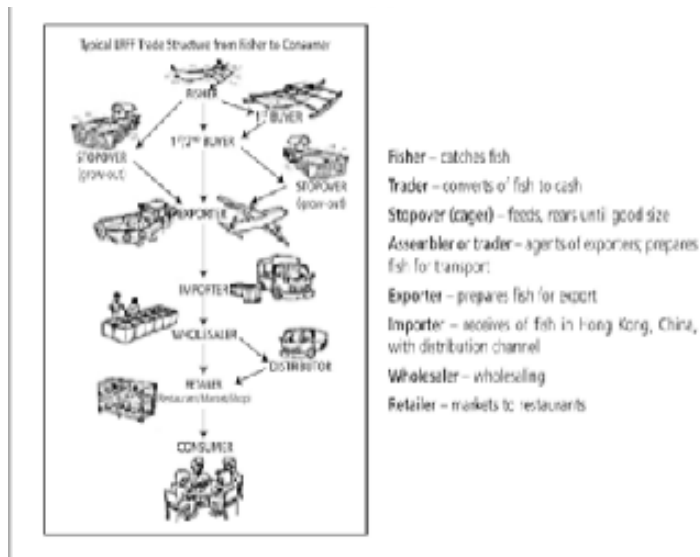 Typical LRFF Trade Structure from Fisher to Consumer
FISHER
1ST BUYER
1ST/2ND BUYER
STOPOVER
(grow-out)
STOPOVER
(grow-out)
EXPORTER
IMPORTER
WHOLESALER
DISTRIBUTOR
RETAILER
(Restaurant/Market/Shop)
CONSUMER
Fisher – catches fish
Trader – converts of fish to cash
Stopover (cager) – feeds, rears until good size
Assembler or trader – agents of exporters; prepares
fish for transport
Exporter – prepares fish for export
Importer – receives of fish in Hong Kong, China,
with distribution channel
Wholesaler – wholesaling
Retailer – markets to restaurants